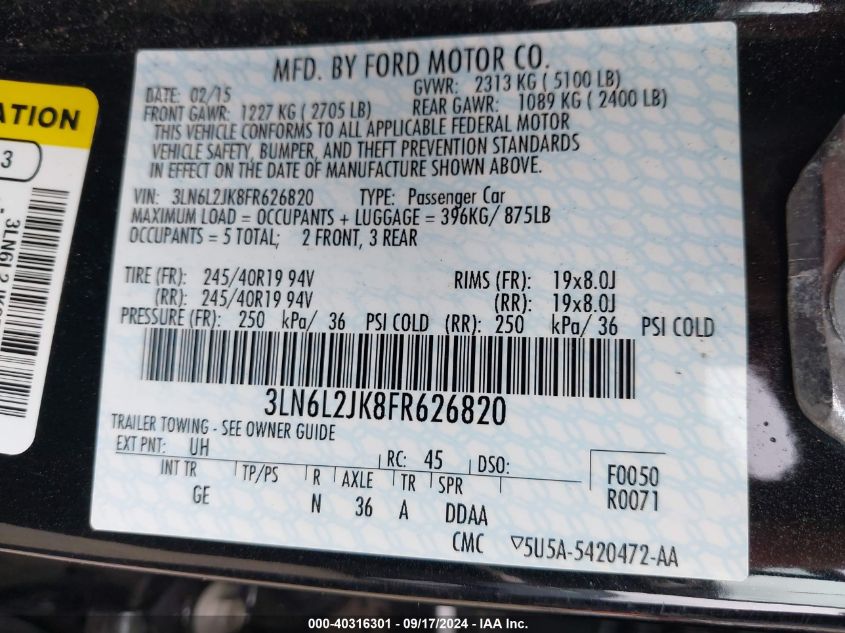 MFD. BY FORD MOTOR CO.
DATE: 02/15 GVWR: 2313 KG ( 5100 LB)
FRONT GAWR: 1227 KG ( 2705 LB) REAR GAWR: 1089 KG ( 2400 LB)
THIS VEHICLE CONFORMS TO ALL APPLICABLE FEDERAL MOTOR
VEHICLE SAFETY, BUMPER, AND THEFT PREVENTION STANDARDS
IN EFFECT ON THE DATE OF MANUFACTURE SHOWN ABOVE.
VIN: 3LN6L2JK8FR626820 TYPE: Passenger Car
MAXIMUM LOAD = OCCUPANTS + LUGGAGE = 396KG/ 875LB
OCCUPANTS = 5 TOTAL; 2 FRONT, 3 REAR
TIRE (FR): 245/40R19 94V RIMS (FR): 19x8.0J
(RR): 245/40R19 94V (RR): 19x8.0J
PRESSURE (FR): 250 kPa/ 36 PSI COLD (RR): 250 kPa/ 36 PSI COLD
3LN6L2JK8FR626820
TRAILER TOWING - SEE OWNER GUIDE
EXT PNT: UH RC: 45 DSO: F0050
INT TR TP/PS R AXLE TR SPR R0071
GE N 36 A DDAA
CMC ▽5U5A-5420472-AA
ATION
3
000-40316301 - 09/17/2024 - IAA Inc.